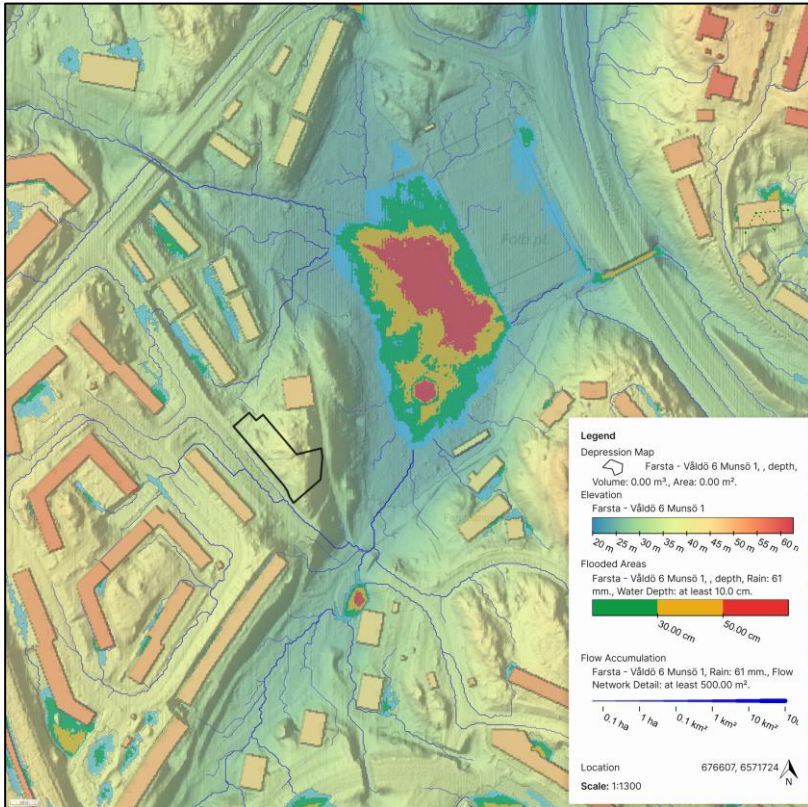 Foto pl.
Legend
Depression Map
Farsta - Våldö 6 Munsö 1, , depth,
Volume: 0.00 m³., Area: 0.00 m².
Elevation
Farsta - Våldö 6 Munsö 1
20 m 25 m 30 m 35 m 40 m 45 m 50 m 55 m 60 n
Flooded Areas
Farsta - Våldö 6 Munsö 1, , depth, Rain: 61
mm., Water Depth: at least 10.0 cm.
30.00 cm 50.00 cm
Flow Accumulation
Farsta - Våldö 6 Munsö 1, Rain: 61 mm., Flow
Network Detail: at least 500.00 m².
0.1 ha 1 ha 0.1 km² 1 km² 10 km²
Location 676607, 6571724
N
Scale: 1:1300